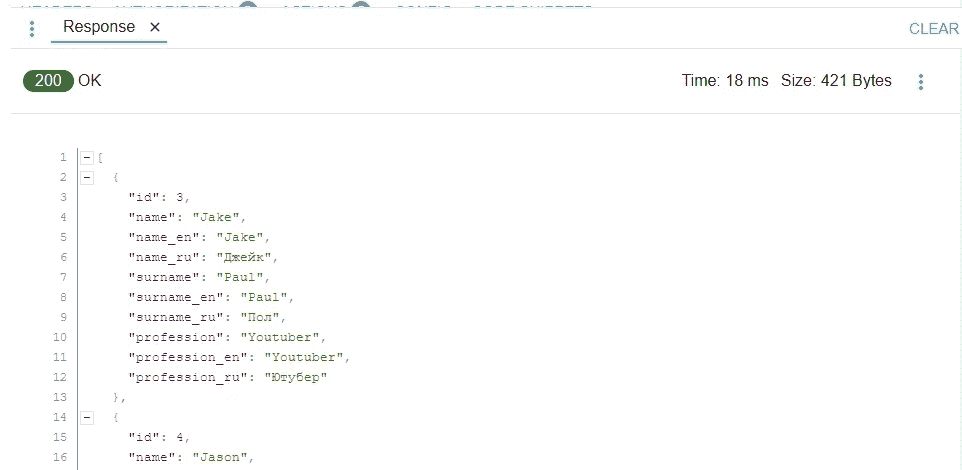 Response ×
CLEAR
200 OK
Time: 18 ms Size: 421 Bytes
1 [
2 {
3 "id": 3,
4 "name": "Jake",
5 "name_en": "Jake",
6 "name_ru": "Джейк",
7 "surname": "Paul",
8 "surname_en": "Paul",
9 "surname_ru": "Пол",
10 "profession": "Youtuber",
11 "profession_en": "Youtuber",
12 "profession_ru": "Ютубер"
13 },
14 {
15 "id": 4,
16 "name": "Jason",